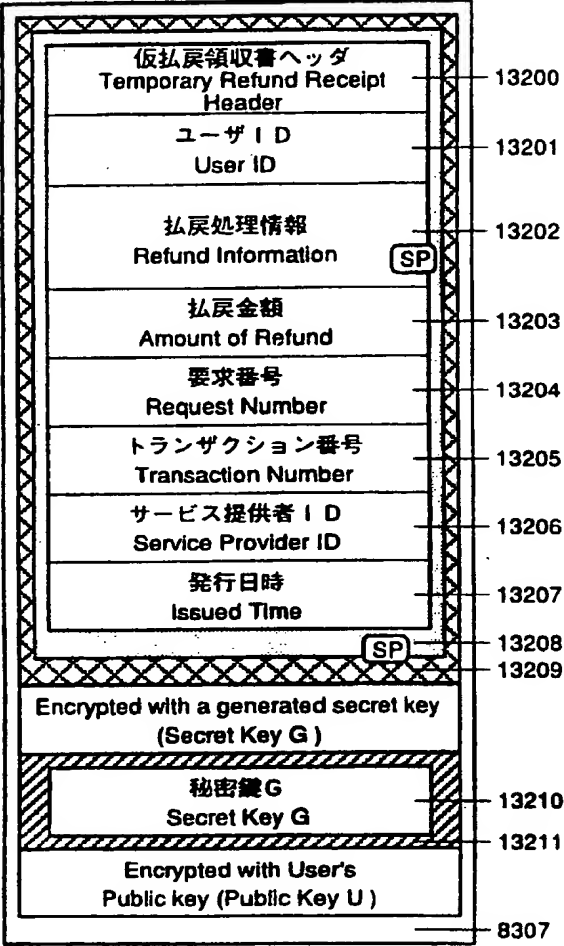 仮払戻領収書ヘッダ
Temporary Refund Receipt
Header
13200
ユーザID
User ID
13201
払戻処理情報
Refund Information
SP
13202
払戻金額
Amount of Refund
13203
要求番号
Request Number
13204
トランザクション番号
Transaction Number
13205
サービス提供者ID
Service Provider ID
13206
発行日時
Issued Time
13207
SP
13208
13209
Encrypted with a generated secret key
(Secret Key G )
秘密鍵G
Secret Key G
13210
13211
Encrypted with User's
Public key (Public Key U )
8307